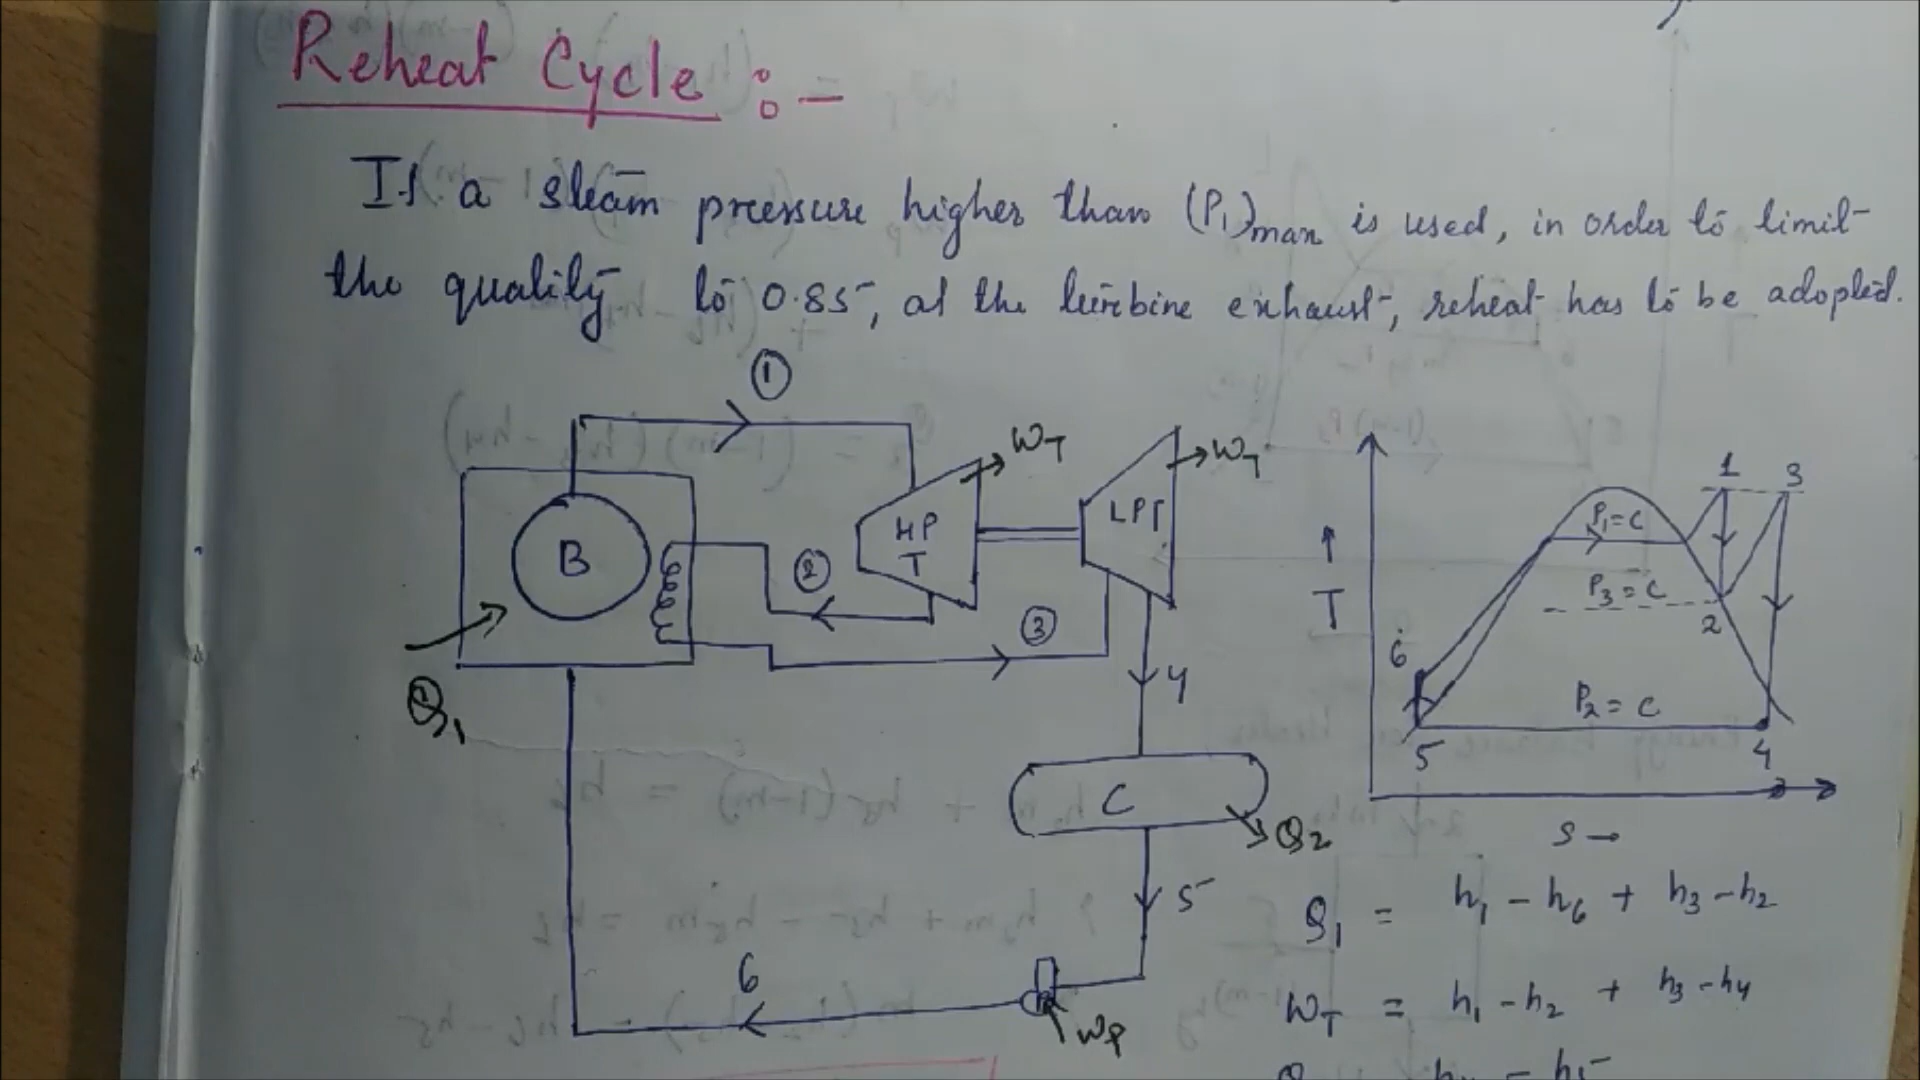 Reheat Cycle :-
If a steam pressure higher than (P1)max is used, in order to limit
the quality to 0.85, at the turbine exhaust, reheat has to be adopted.
1
WT
WT
B
HP
T
LPT
2
3
Q1
4
C
Q2
5
6
WP
T
P1 = C
P3 = C
P2 = C
1
3
2
6
5
4
S →
Q1 = h1 - h6 + h3 - h2
WT = h1 - h2 + h3 - h4